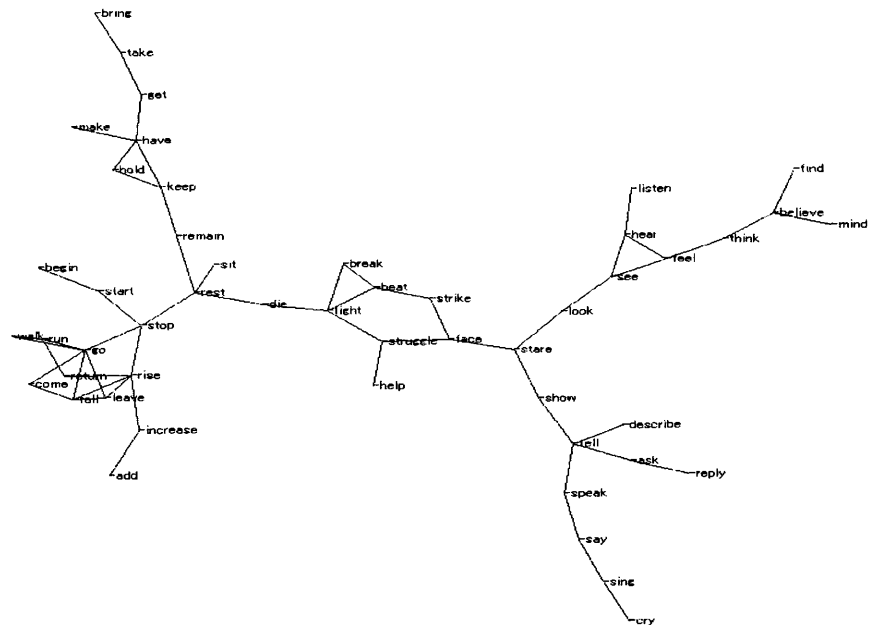 bring
take
get
make
have
hold
keep
remain
sit
rest
begin
start
stop
die
walk
run
go
return
rise
come
fall
leave
increase
add
break
beat
fight
strike
struggle
face
help
stare
look
see
hear
listen
feel
think
believe
find
mind
show
tell
describe
ask
reply
speak
say
sing
cry